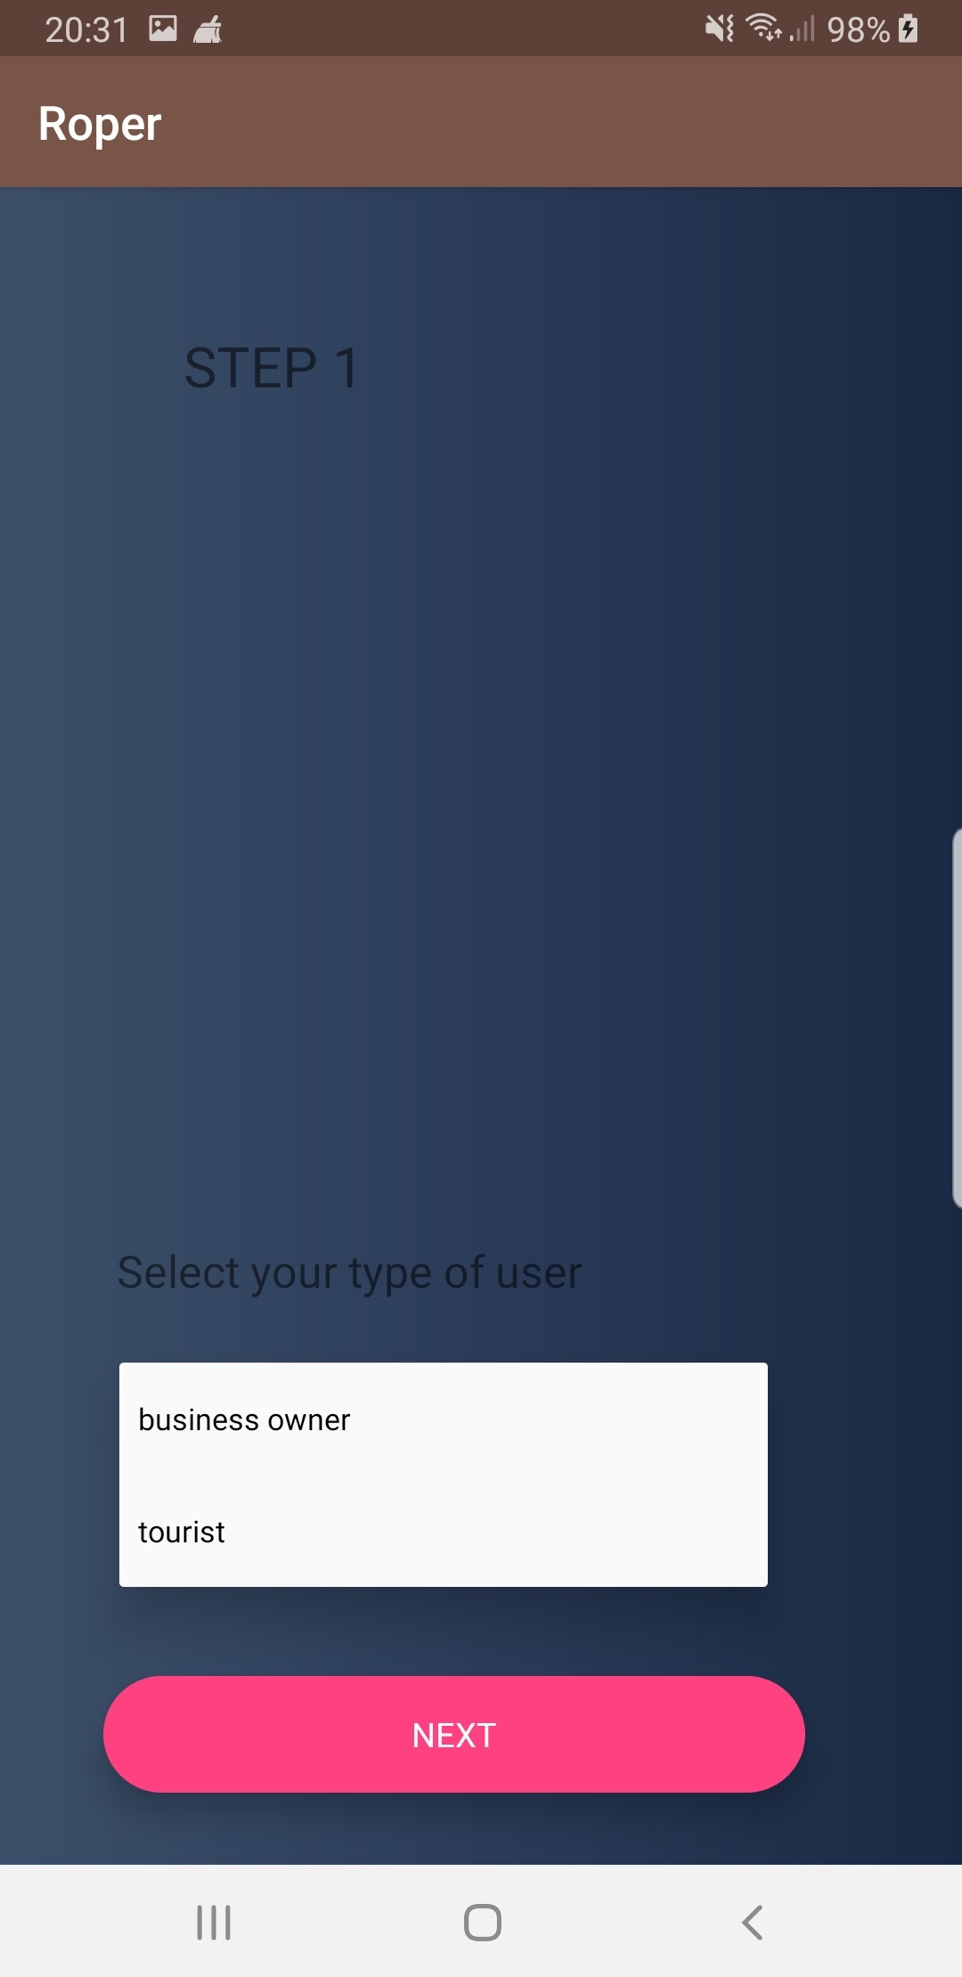 20:31 98%
Roper
STEP 1
Select your type of user
business owner
tourist
NEXT